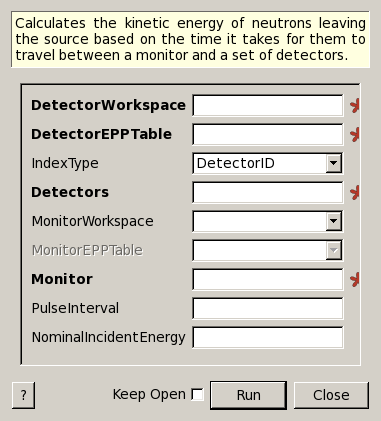 Calculates the kinetic energy of neutrons leaving
the source based on the time it takes for them to
travel between a monitor and a set of detectors.
DetectorWorkspace
DetectorEPPTable
IndexType DetectorID
Detectors
MonitorWorkspace
MonitorEPPTable
Monitor
PulseInterval
NominalIncidentEnergy
? Keep Open Run Close